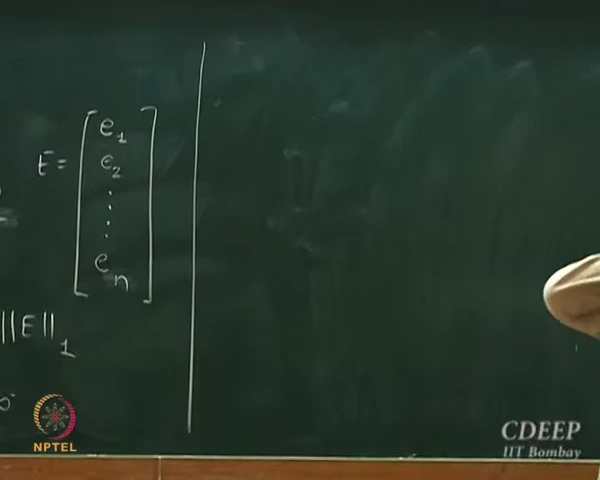 E = [ e₁
e₂
⋮
eₙ ]
||E||₁
NPTEL
CDEEP
IIT Bombay